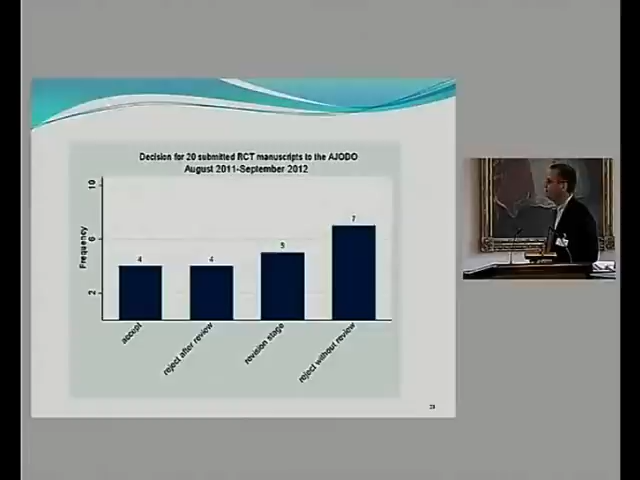 Decision for 20 submitted RCT manuscripts to the AJODO
August 2011-September 2012
Frequency
10
6
2
4
4
5
7
accept
reject after review
revision stage
reject without review